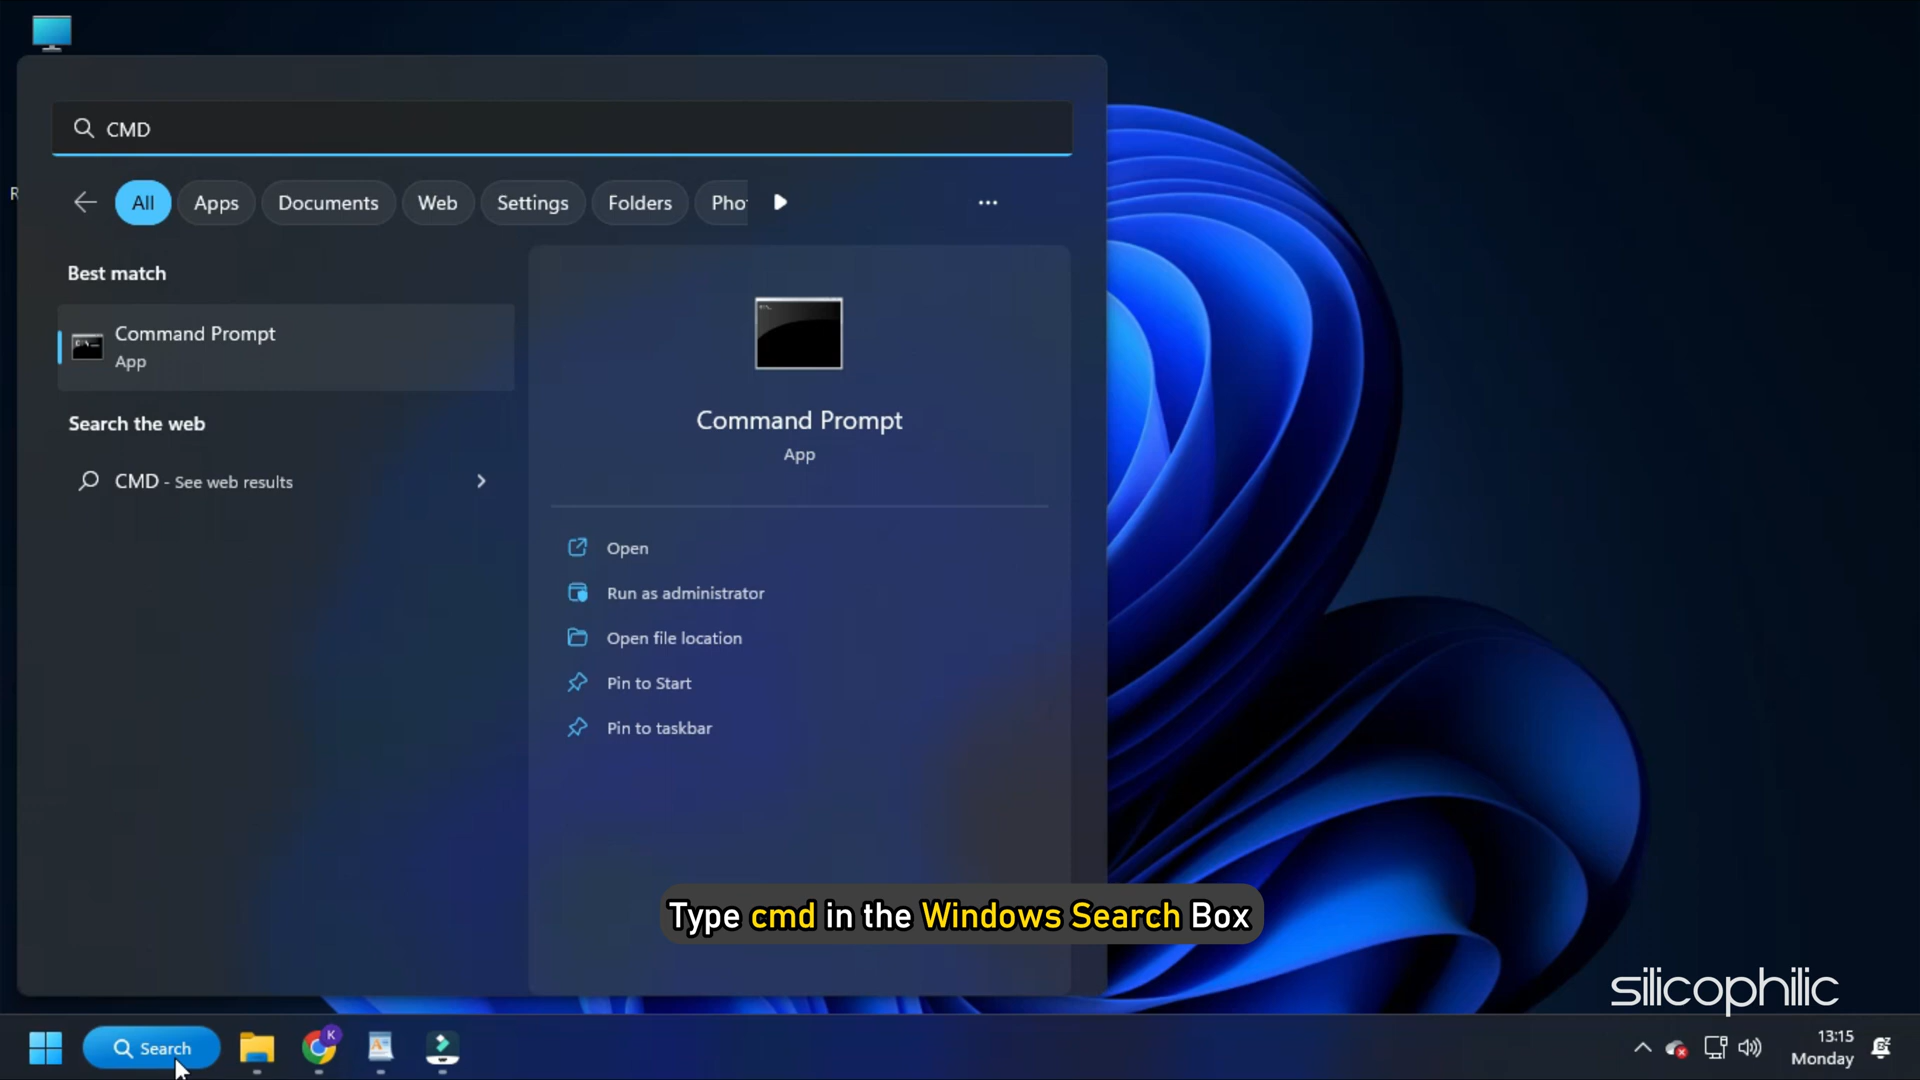 CMD
All
Apps
Documents
Web
Settings
Folders
Pho
...
Best match
Command Prompt
App
Search the web
CMD - See web results
Command Prompt
App
Open
Run as administrator
Open file location
Pin to Start
Pin to taskbar
R
Type cmd in the Windows Search Box
silicophilic
Search
K
13:15
Monday